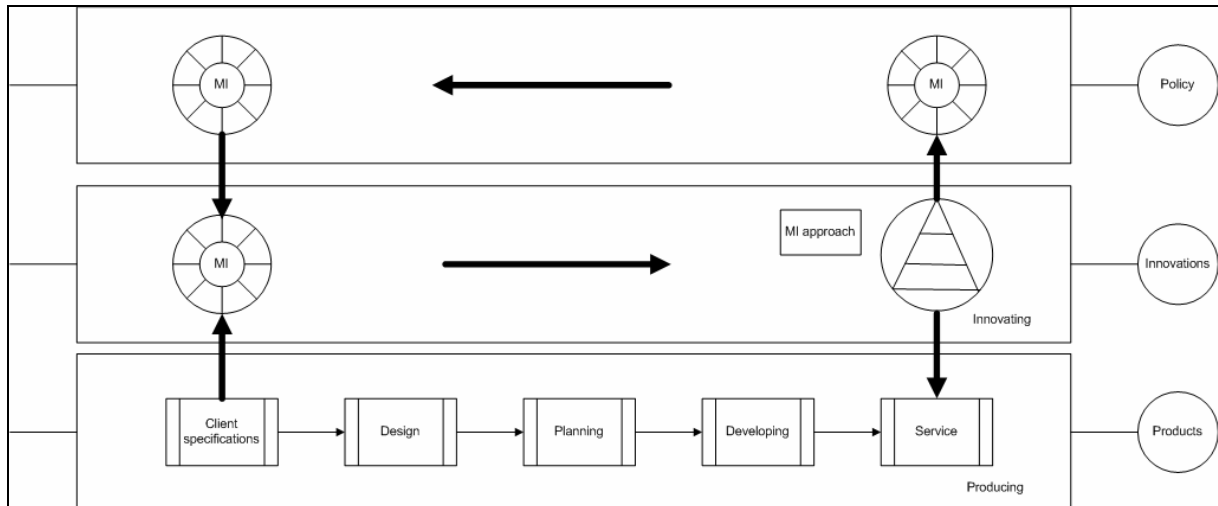 MI
MI
Policy
MI
MI approach
Innovating
Innovations
Client
specifications
Design
Planning
Developing
Service
Producing
Products